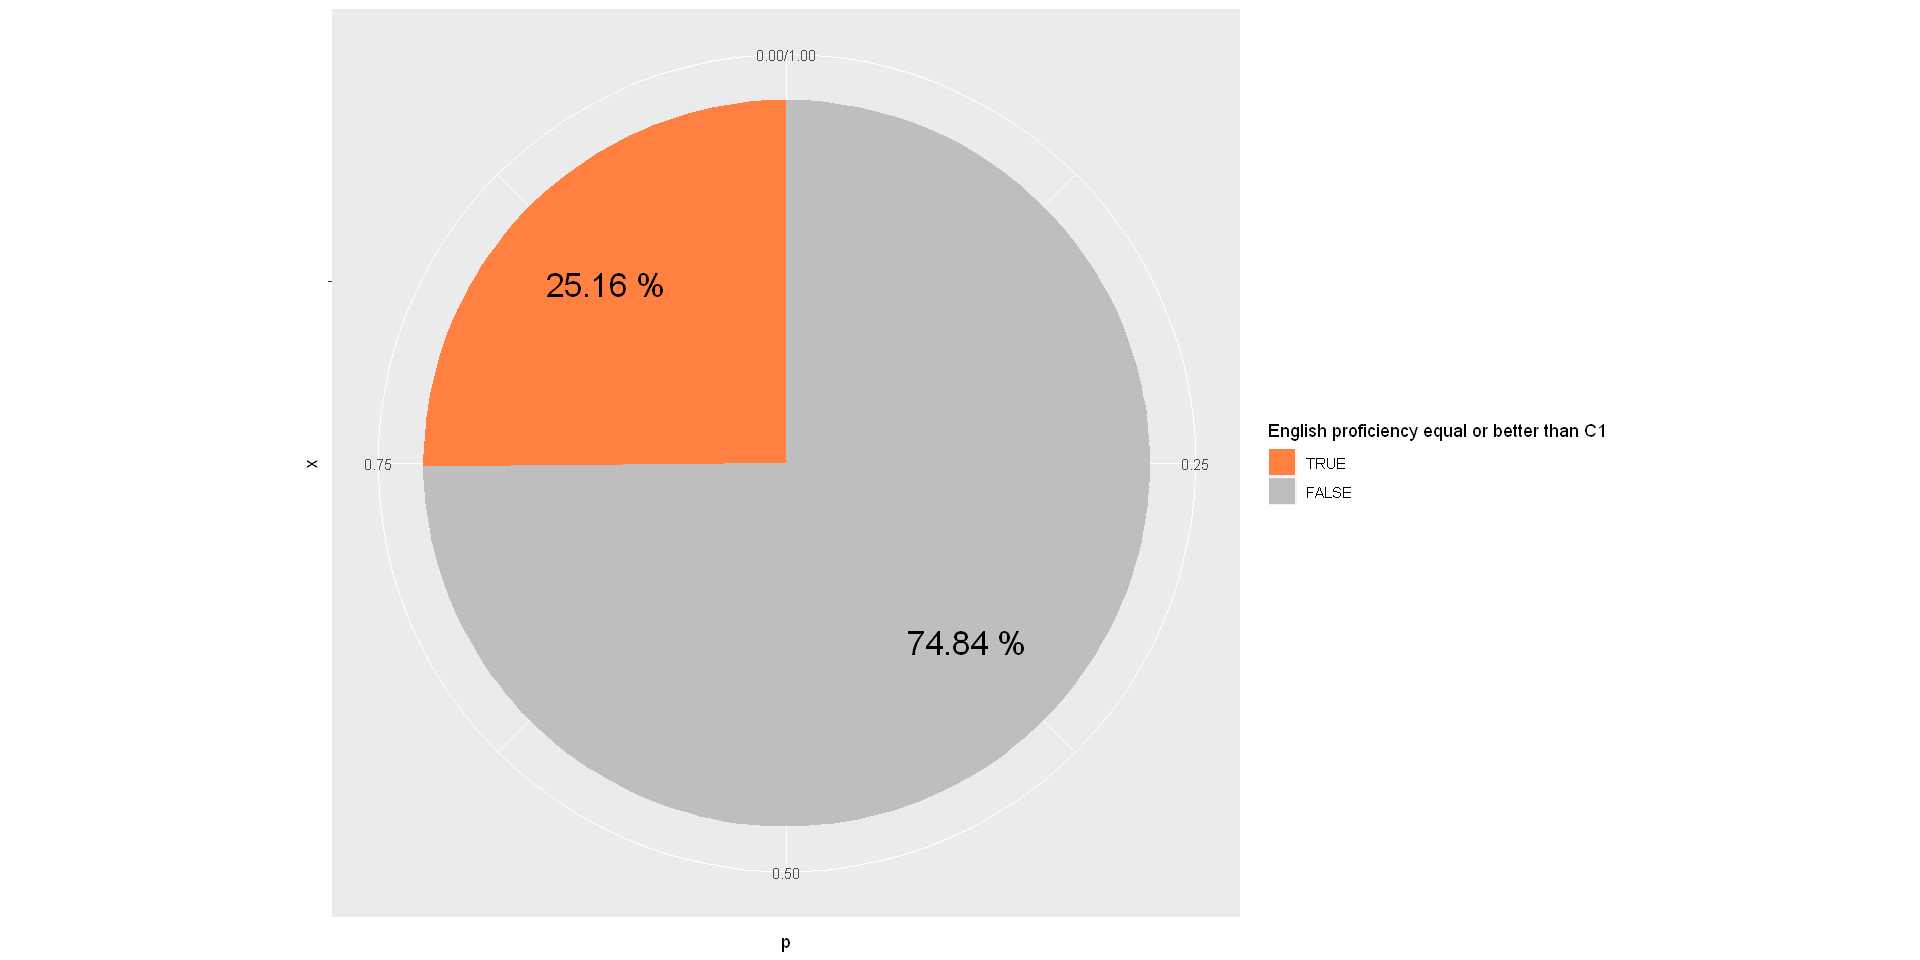 0.00/1.00
25.16 %
x
0.75
0.25
74.84 %
0.50
p
English proficiency equal or better than C1
TRUE
FALSE